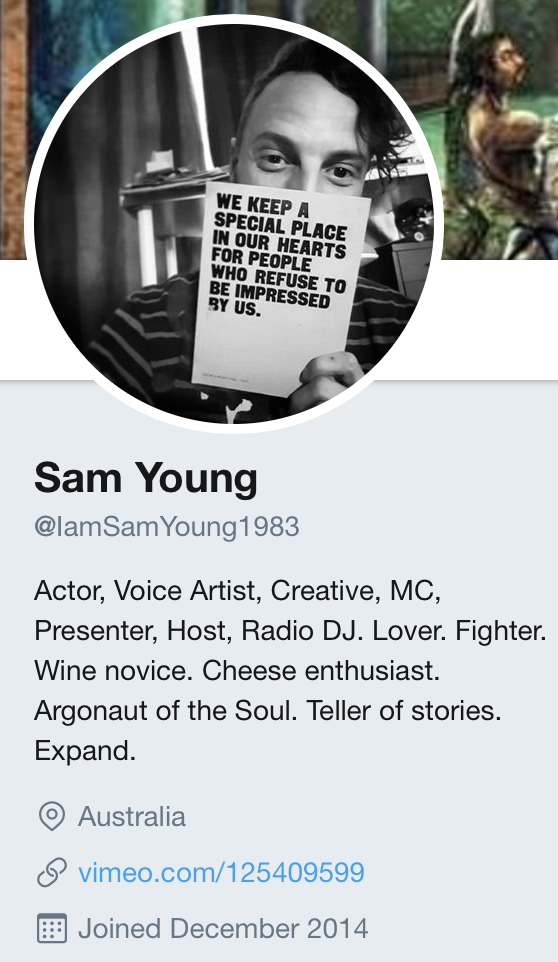 WE KEEP A
SPECIAL PLACE
IN OUR HEARTS
FOR PEOPLE
WHO REFUSE TO
BE IMPRESSED
BY US.
Sam Young
@IamSamYoung1983
Actor, Voice Artist, Creative, MC,
Presenter, Host, Radio DJ. Lover. Fighter.
Wine novice. Cheese enthusiast.
Argonaut of the Soul. Teller of stories.
Expand.
Australia
vimeo.com/125409599
Joined December 2014